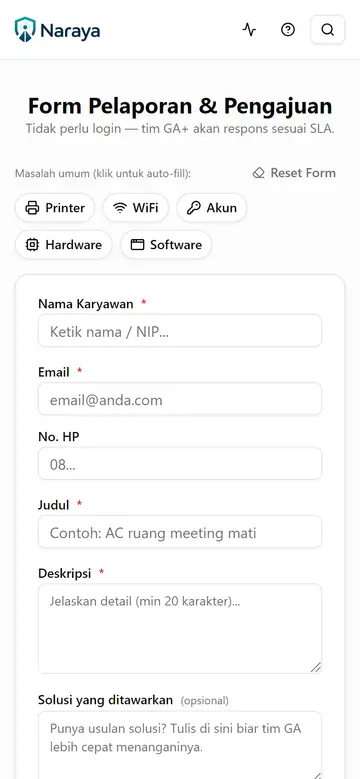 Naraya
Form Pelaporan & Pengajuan
Tidak perlu login — tim GA+ akan respons sesuai SLA.
Masalah umum (klik untuk auto-fill):
Reset Form
Printer
WiFi
Akun
Hardware
Software
Nama Karyawan *
Ketik nama / NIP...
Email *
email@anda.com
No. HP
08...
Judul *
Contoh: AC ruang meeting mati
Deskripsi *
Jelaskan detail (min 20 karakter)...
Solusi yang ditawarkan (opsional)
Punya usulan solusi? Tulis di sini biar tim GA
lebih cepat menanganinya.